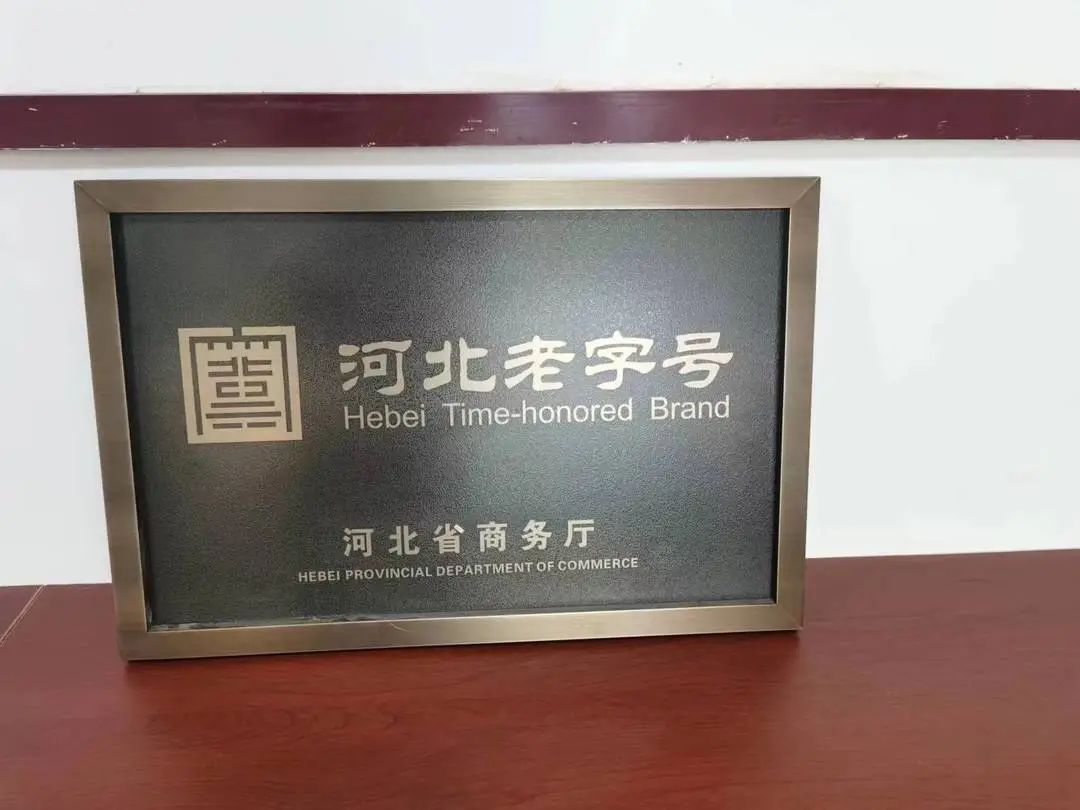 河北老字号
Hebei Time-honored Brand
河北省商务厅
HEBEI PROVINCIAL DEPARTMENT OF COMMERCE